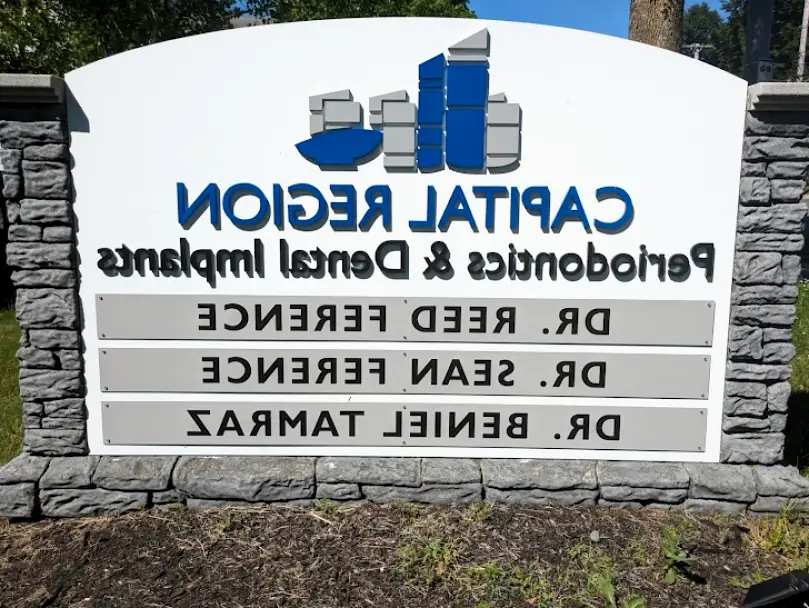 CAPITAL REGION
Periodontics & Dental Implants
DR. REED FERENCE
DR. SEAN FERENCE
DR. BENIEL TAMRAZ